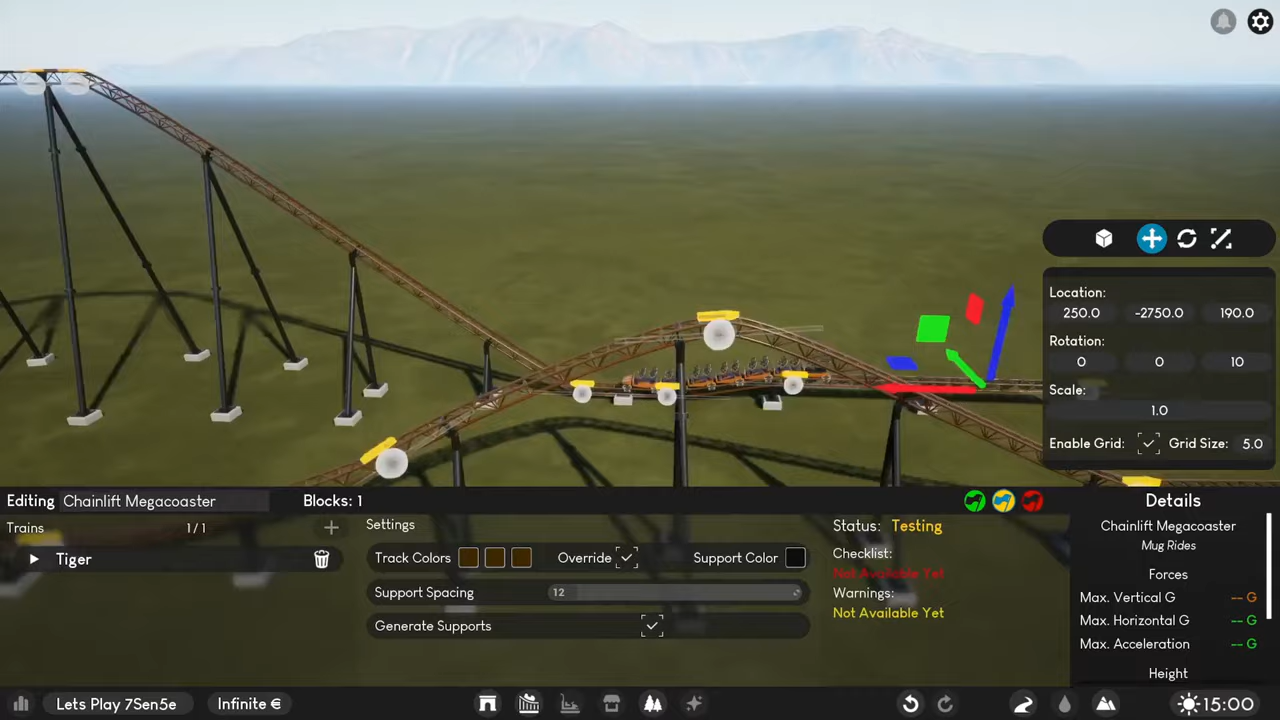 Location:
250.0 -2750.0 190.0
Rotation:
0 0 10
Scale:
1.0
Enable Grid: Grid Size: 5.0
Editing Chainlift Megacoaster Blocks: 1
Trains 1/1 +
Tiger
Settings
Track Colors Override Support Color
Support Spacing 12
Generate Supports
Status: Testing
Checklist:
Not Available Yet
Warnings:
Not Available Yet
Details
Chainlift Megacoaster
Mug Rides
Forces
Max. Vertical G -- G
Max. Horizontal G -- G
Max. Acceleration -- G
Height
Lets Play 7Sen5e Infinite € 15:00